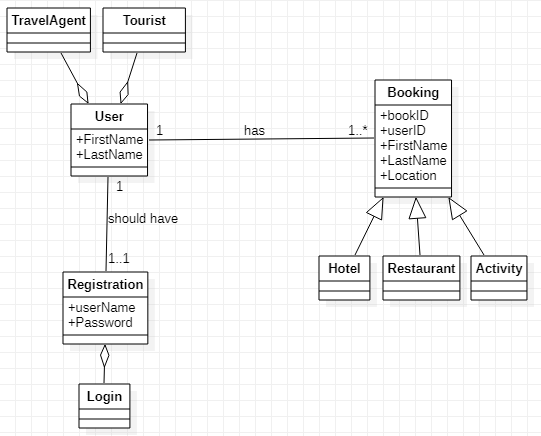 TravelAgent
Tourist
User
+FirstName
+LastName
1
has
1..*
Booking
+bookID
+userID
+FirstName
+LastName
+Location
1
should have
1..1
Hotel
Restaurant
Activity
Registration
+userName
+Password
Login